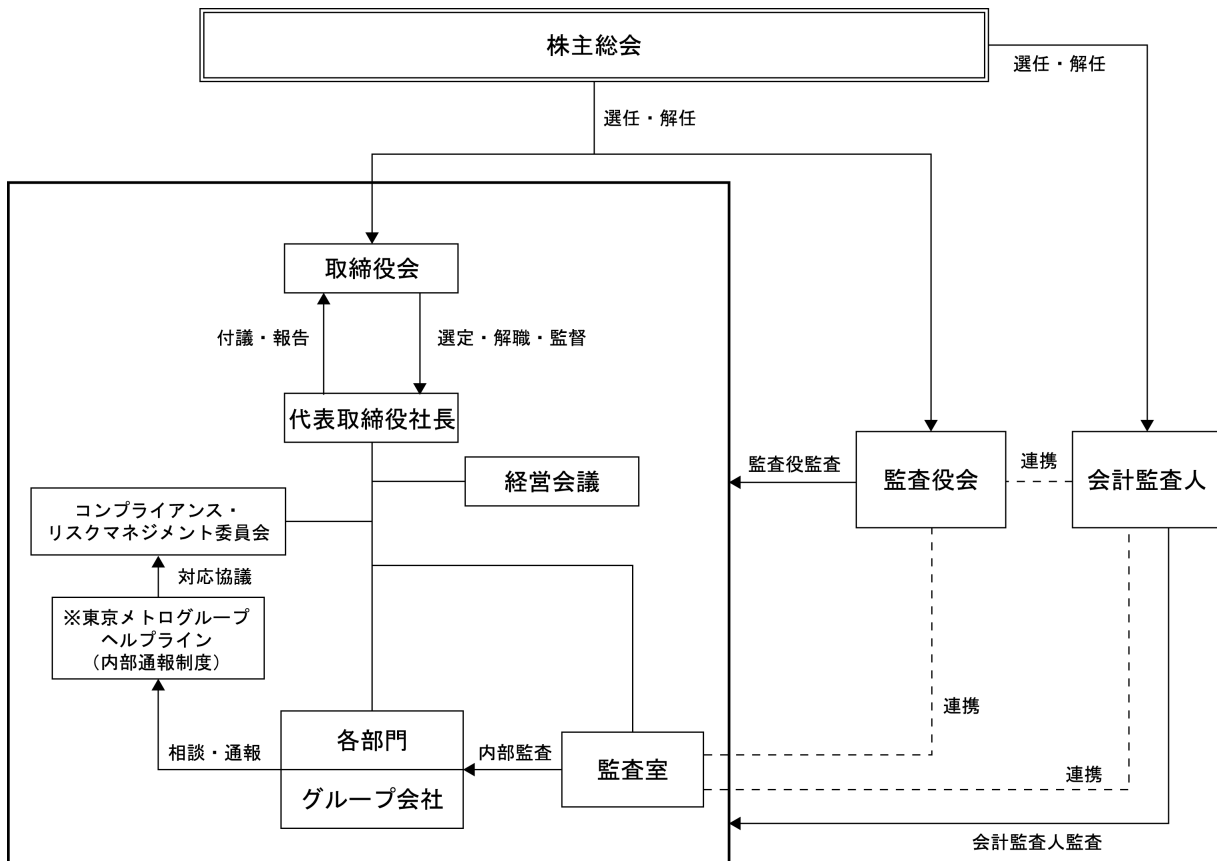 株主総会
選任・解任
選任・解任
取締役会
付議・報告
選定・解職・監督
代表取締役社長
経営会議
監査役監査
監査役会
連携
会計監査人
コンプライアンス・
リスクマネジメント委員会
対応協議
※東京メトログループ
ヘルプライン
（内部通報制度）
相談・通報
各部門
グループ会社
内部監査
監査室
連携
連携
会計監査人監査